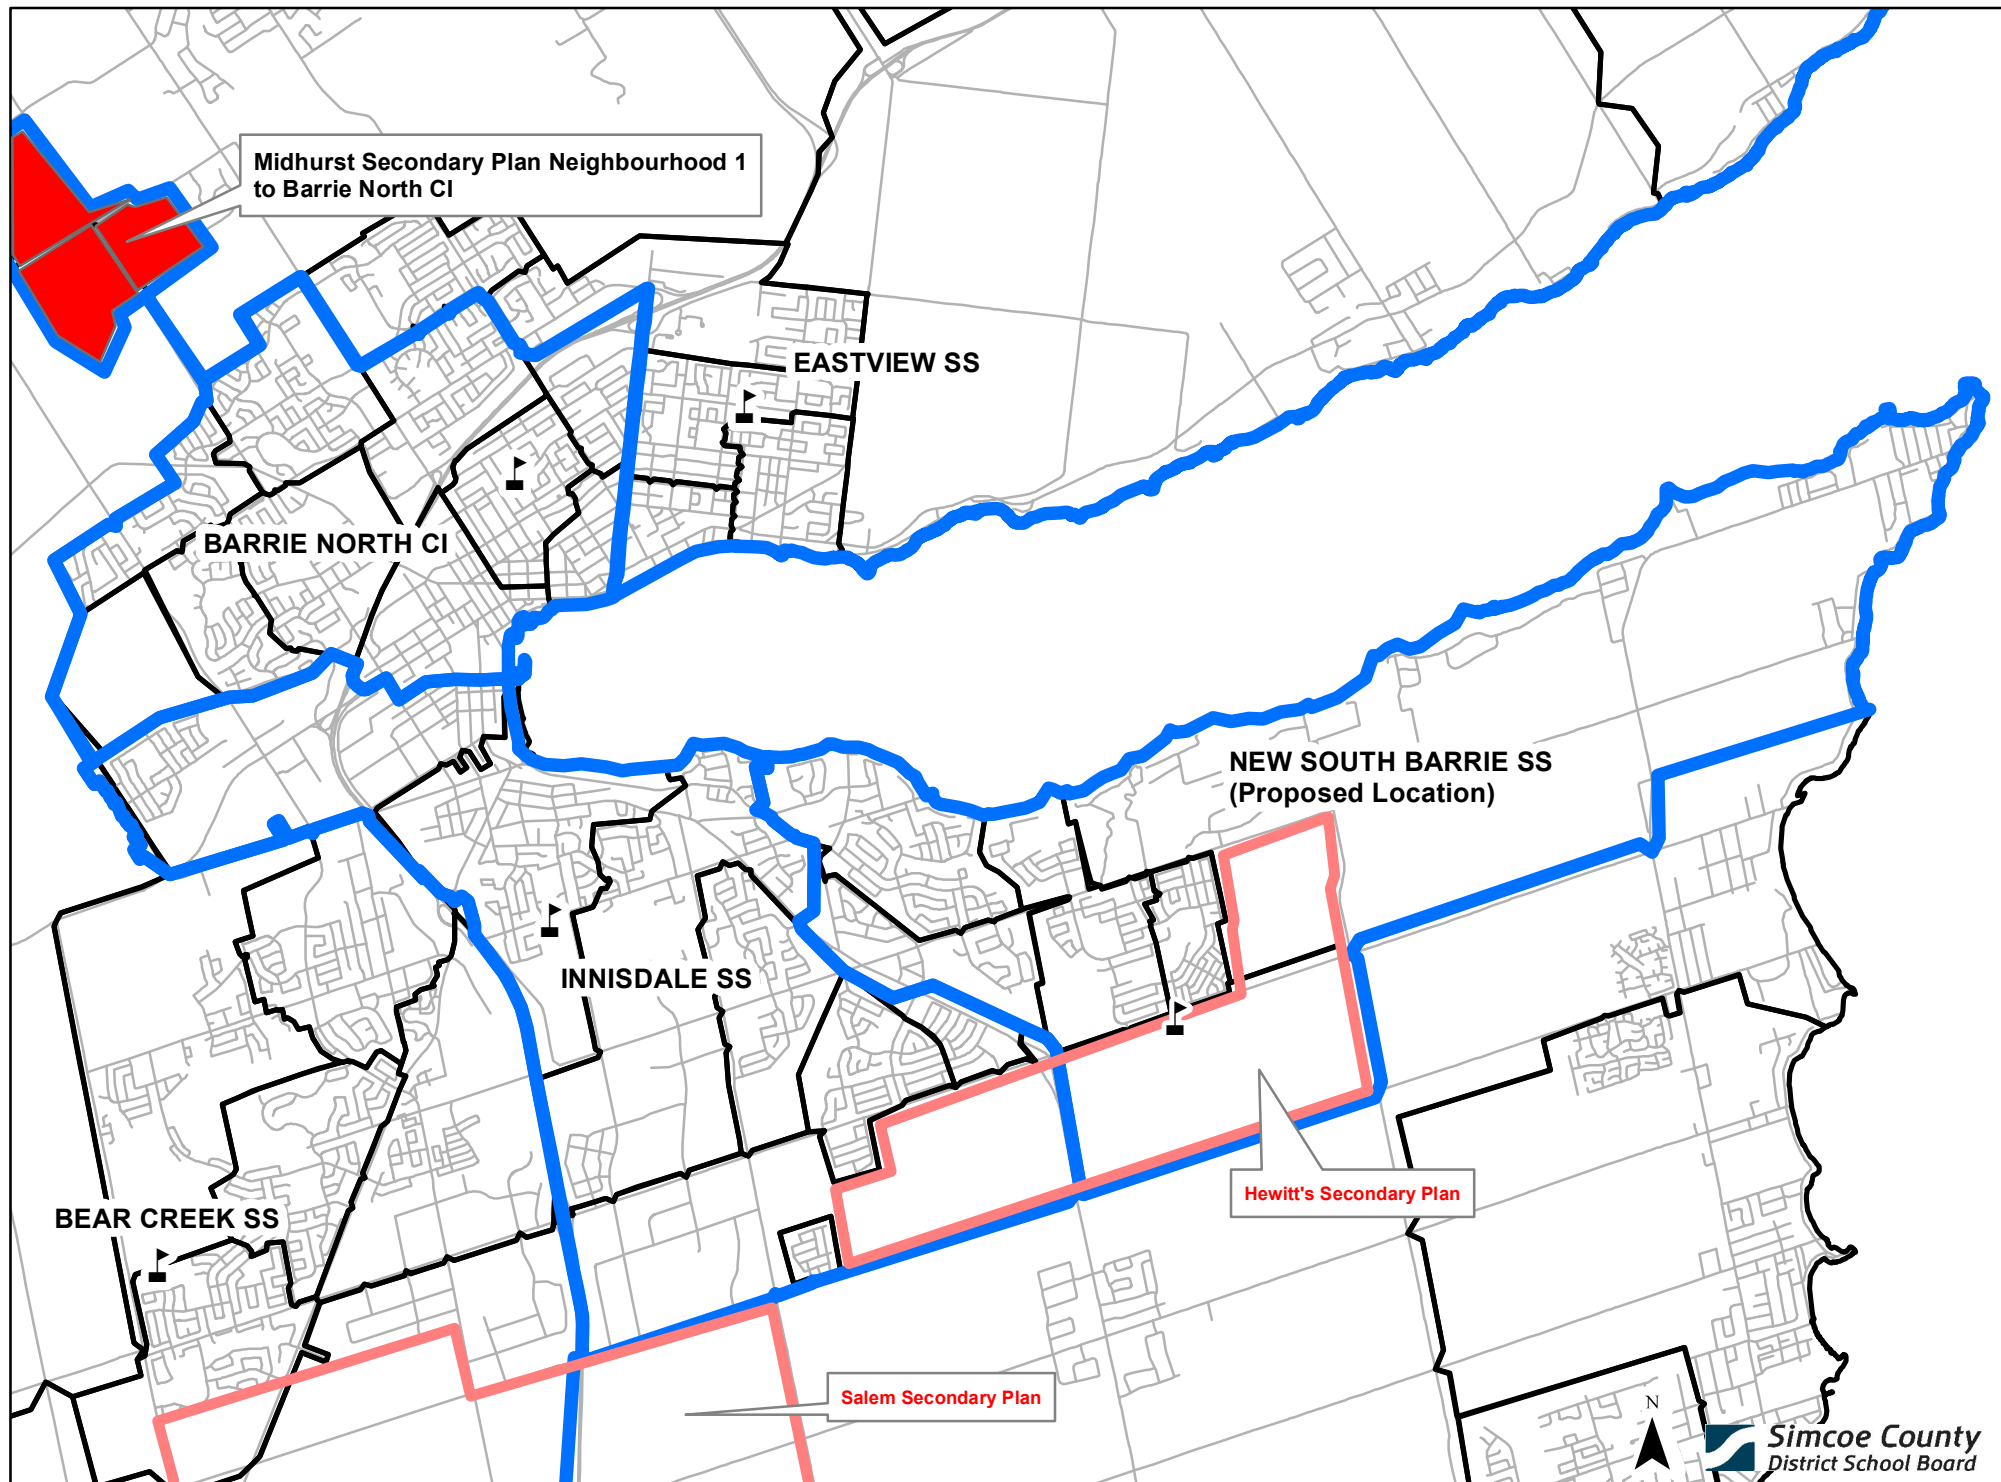 Midhurst Secondary Plan Neighbourhood 1
to Barrie North CI
EASTVIEW SS
BARRIE NORTH CI
NEW SOUTH BARRIE SS
(Proposed Location)
INNISDALE SS
Hewitt's Secondary Plan
BEAR CREEK SS
Salem Secondary Plan
N
Simcoe County
District School Board